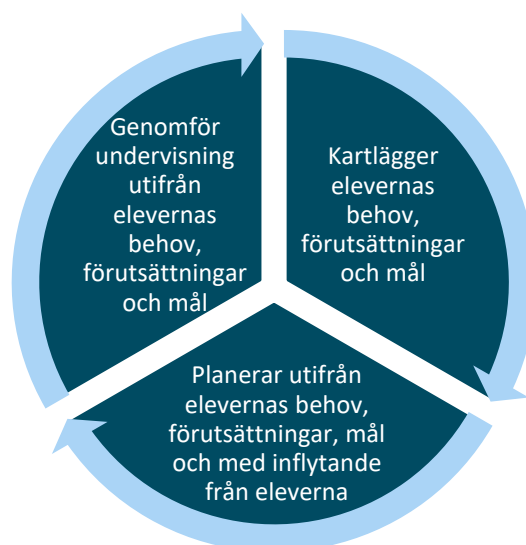 Genomför
undervisning
utifrån
elevernas
behov,
förutsättningar
och mål
Kartlägger
elevernas
behov,
förutsättningar
och mål
Planerar utifrån
elevernas behov,
förutsättningar, mål
och med inflytande
från eleverna